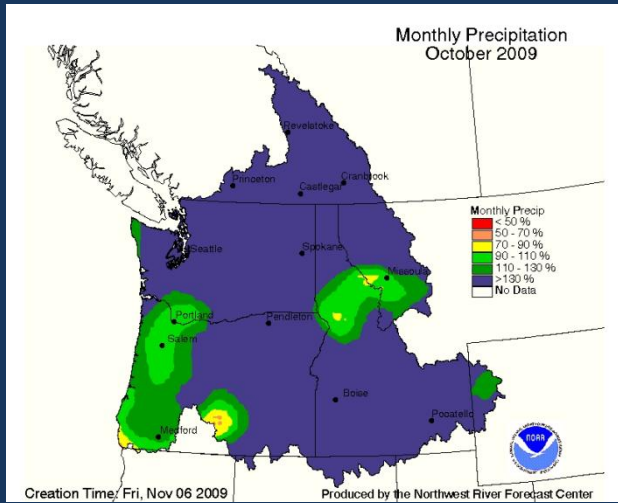 Monthly Precipitation
October 2009
Revelstoke
Princeton
Castlegar
Cranbrook
Monthly Precip
< 50 %
50 - 70 %
70 - 90 %
90 - 110 %
110 - 130 %
>130 %
No Data
Seattle
Spokane
Missoula
Portland
Pendleton
Salem
Boise
Pocatello
Medford
NOAA
Creation Time: Fri, Nov 06 2009
Produced by the Northwest River Forecast Center